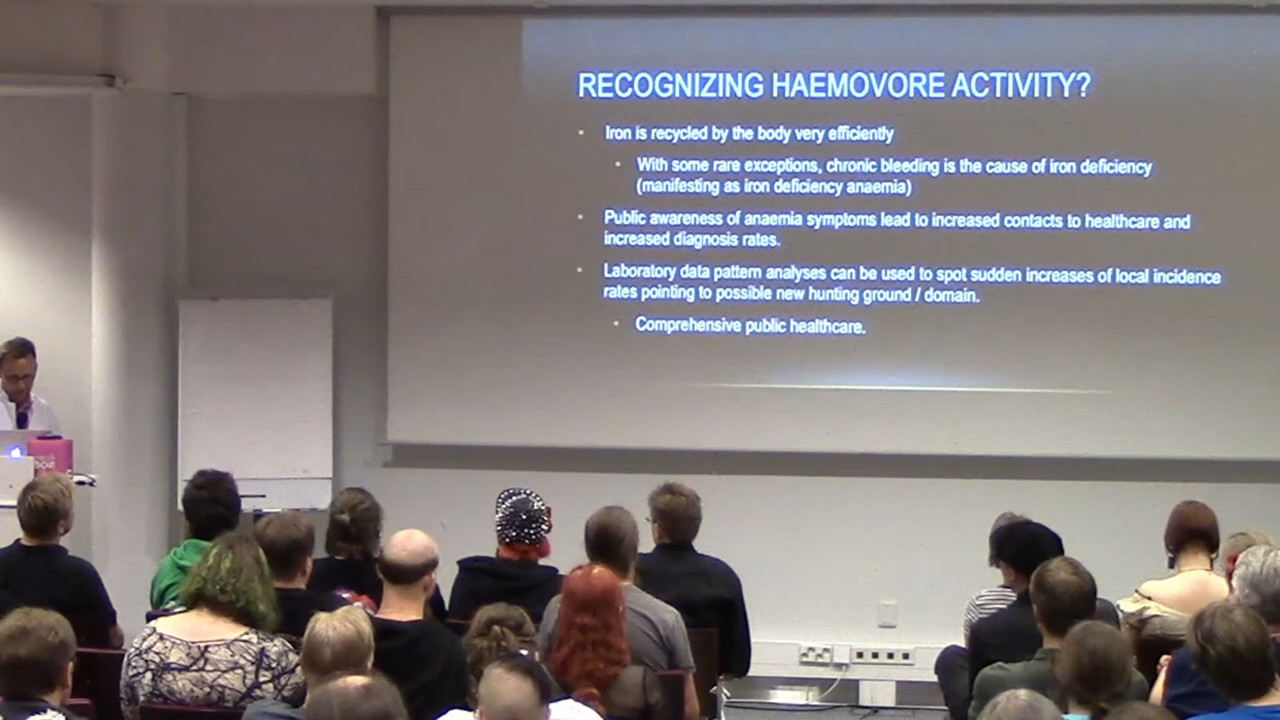 RECOGNIZING HAEMOVORE ACTIVITY?
Iron is recycled by the body very efficiently
With some rare exceptions, chronic bleeding is the cause of iron deficiency
(manifesting as iron deficiency anaemia)
Public awareness of anaemia symptoms lead to increased contacts to healthcare and
increased diagnosis rates.
Laboratory data pattern analyses can be used to spot sudden increases of local incidence
rates pointing to possible new hunting ground / domain.
Comprehensive public healthcare.